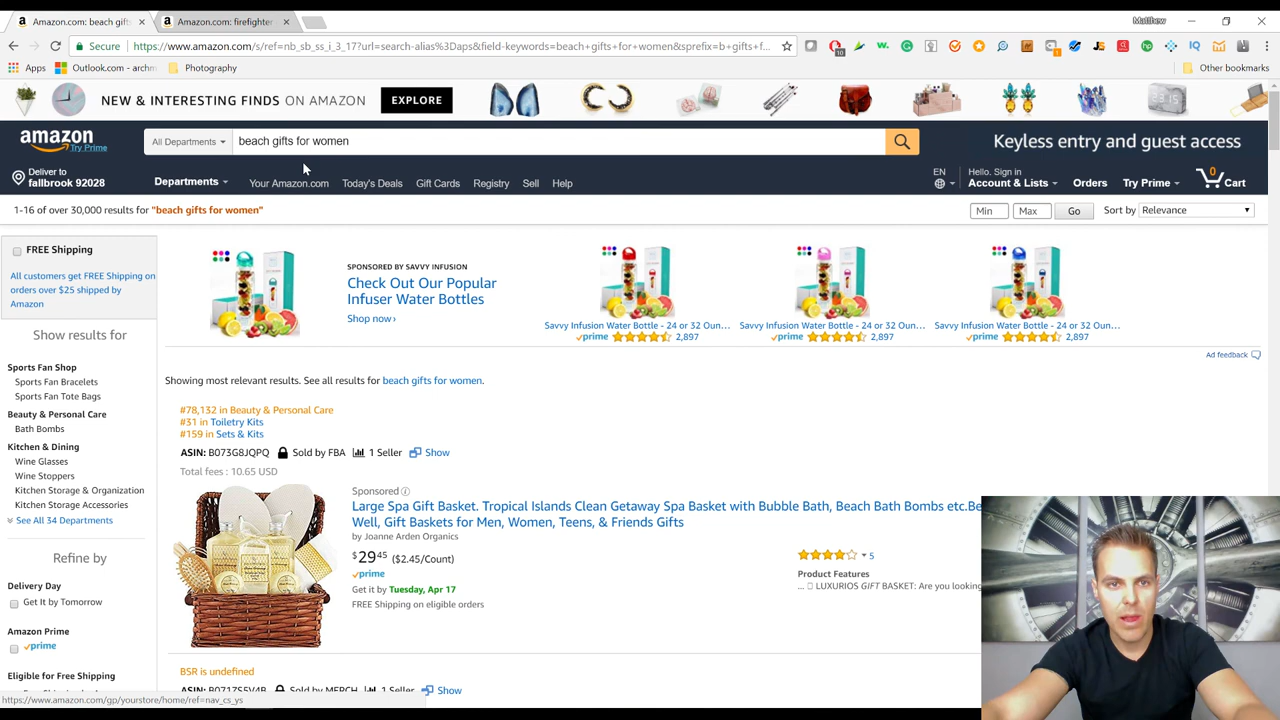 Amazon.com: beach gift
Amazon.com: firefighter
Matthew
Secure
https://www.amazon.com/s/ref=nb_sb_ss_i_3_17?url=search-alias%3Daps&field-keywords=beach+gifts+for+women&sprefix=b+gifts+f...
Apps
Outlook.com - archm
Photography
Other bookmarks
NEW & INTERESTING FINDS ON AMAZON
EXPLORE
amazon
Try Prime
All Departments
beach gifts for women
Keyless entry and guest access
Deliver to
fallbrook 92028
Departments
Your Amazon.com
Today's Deals
Gift Cards
Registry
Sell
Help
EN
Hello. Sign in
Account & Lists
Orders
Try Prime
0
Cart
1-16 of over 30,000 results for "beach gifts for women"
Min
Max
Go
Sort by
Relevance
FREE Shipping
All customers get FREE Shipping on
orders over $25 shipped by
Amazon
Show results for
Sports Fan Shop
Sports Fan Bracelets
Sports Fan Tote Bags
Beauty & Personal Care
Bath Bombs
Kitchen & Dining
Wine Glasses
Wine Stoppers
Kitchen Storage & Organization
Kitchen Storage Accessories
See All 34 Departments
Refine by
Delivery Day
Get It by Tomorrow
Amazon Prime
prime
Eligible for Free Shipping
SPONSORED BY SAVVY INFUSION
Check Out Our Popular
Infuser Water Bottles
Shop now ›
Savvy Infusion Water Bottle - 24 or 32 Oun...
prime 2,897
Savvy Infusion Water Bottle - 24 or 32 Oun...
prime 2,897
Savvy Infusion Water Bottle - 24 or 32 Oun...
prime 2,897
Ad feedback
Showing most relevant results. See all results for beach gifts for women.
#78,132 in Beauty & Personal Care
#31 in Toiletry Kits
#159 in Sets & Kits
ASIN: B073G8JQPQ Sold by FBA 1 Seller Show
Total fees : 10.65 USD
Sponsored
Large Spa Gift Basket. Tropical Islands Clean Getaway Spa Basket with Bubble Bath, Beach Bath Bombs etc.Be
Well, Gift Baskets for Men, Women, Teens, & Friends Gifts
by Joanne Arden Organics
$29 45 ($2.45/Count)
prime
Get it by Tuesday, Apr 17
FREE Shipping on eligible orders
5
Product Features
... LUXURIOS GIFT BASKET: Are you looking
BSR is undefined
ASIN: B071ZS5V4B Sold by MERCH 1 Seller Show
https://www.amazon.com/gp/yourstore/home/ref=nav_cs_ys